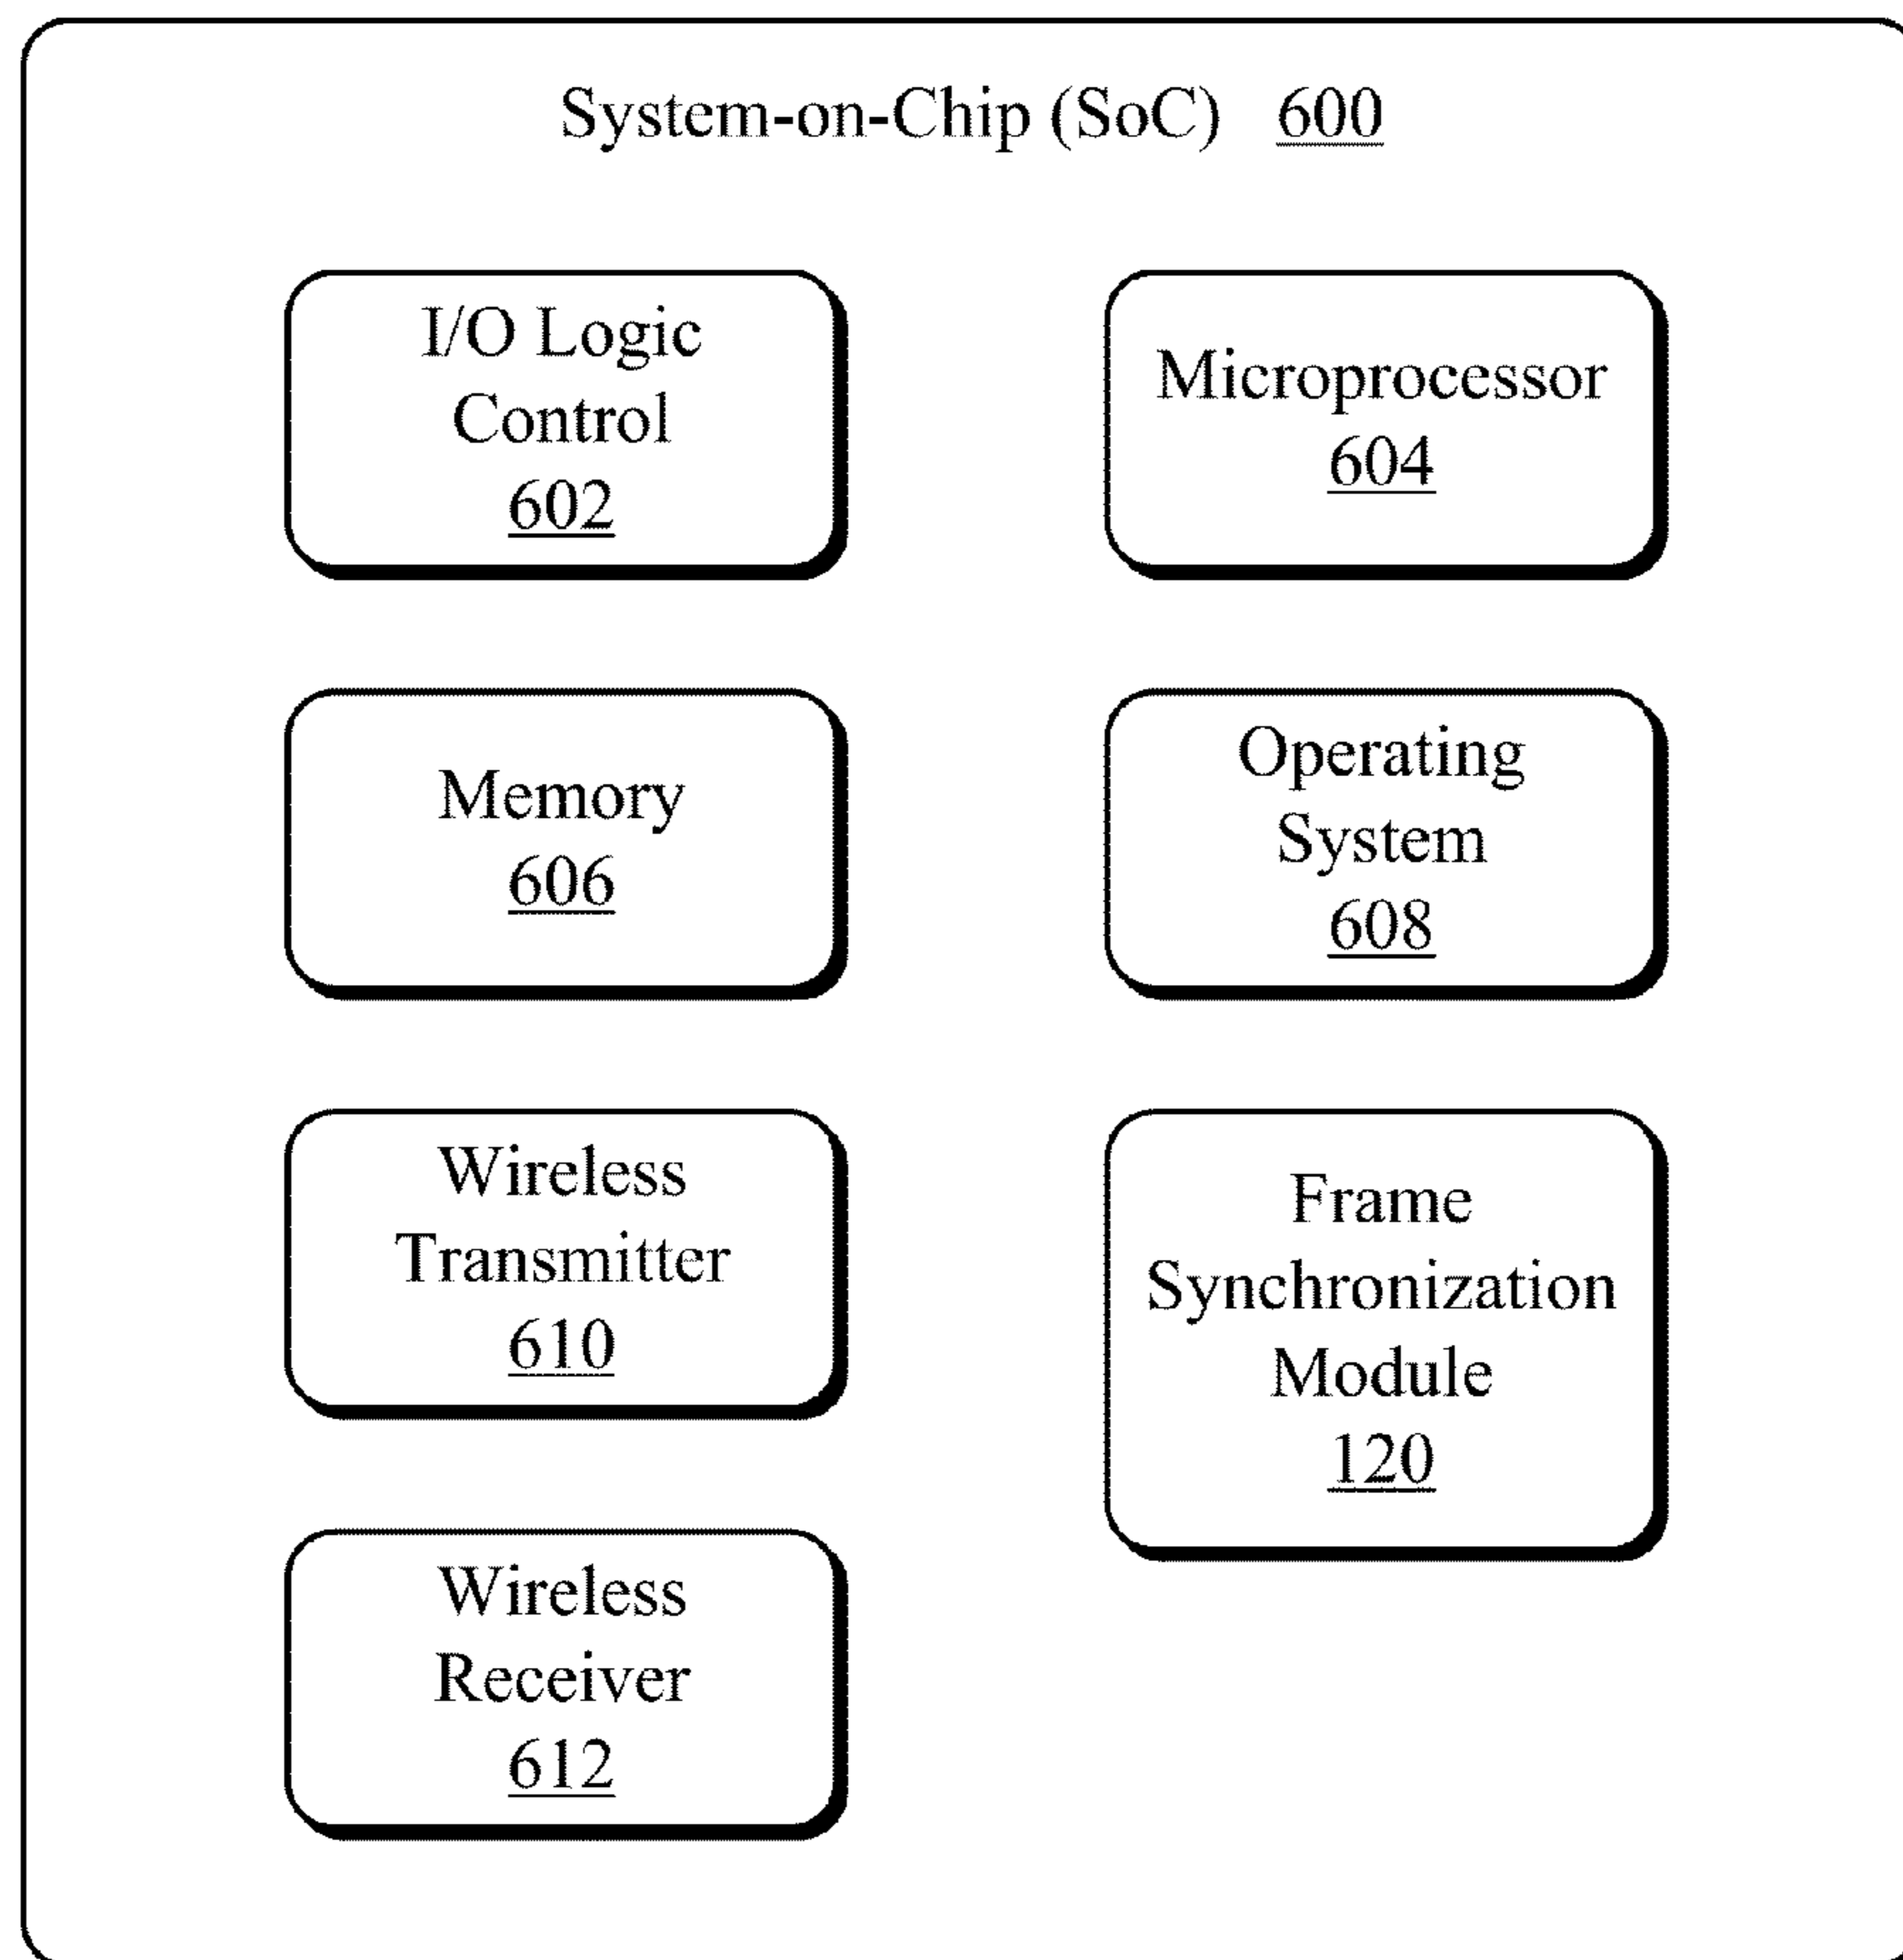 System-on-Chip (SoC) 600
I/O Logic
Control
602
Microprocessor
604
Memory
606
Operating
System
608
Wireless
Transmitter
610
Frame
Synchronization
Module
120
Wireless
Receiver
612